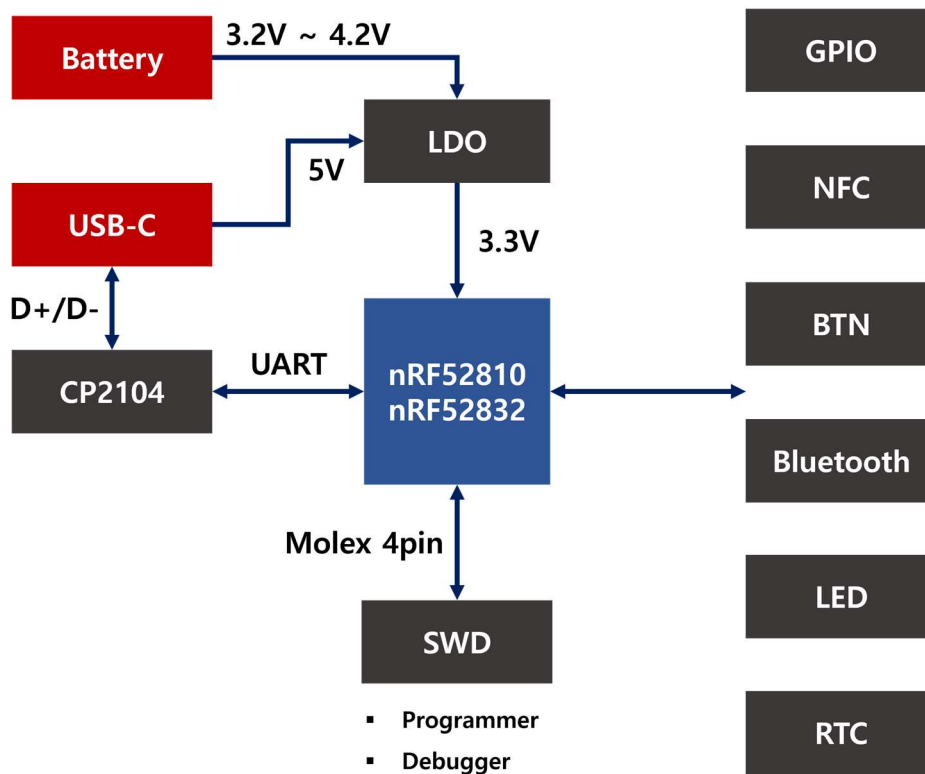 Battery
3.2V ~ 4.2V
GPIO
LDO
5V
NFC
USB-C
3.3V
D+/D-
BTN
CP2104
UART
nRF52810
nRF52832
Bluetooth
Molex 4pin
LED
SWD
▪ Programmer
▪ Debugger
RTC